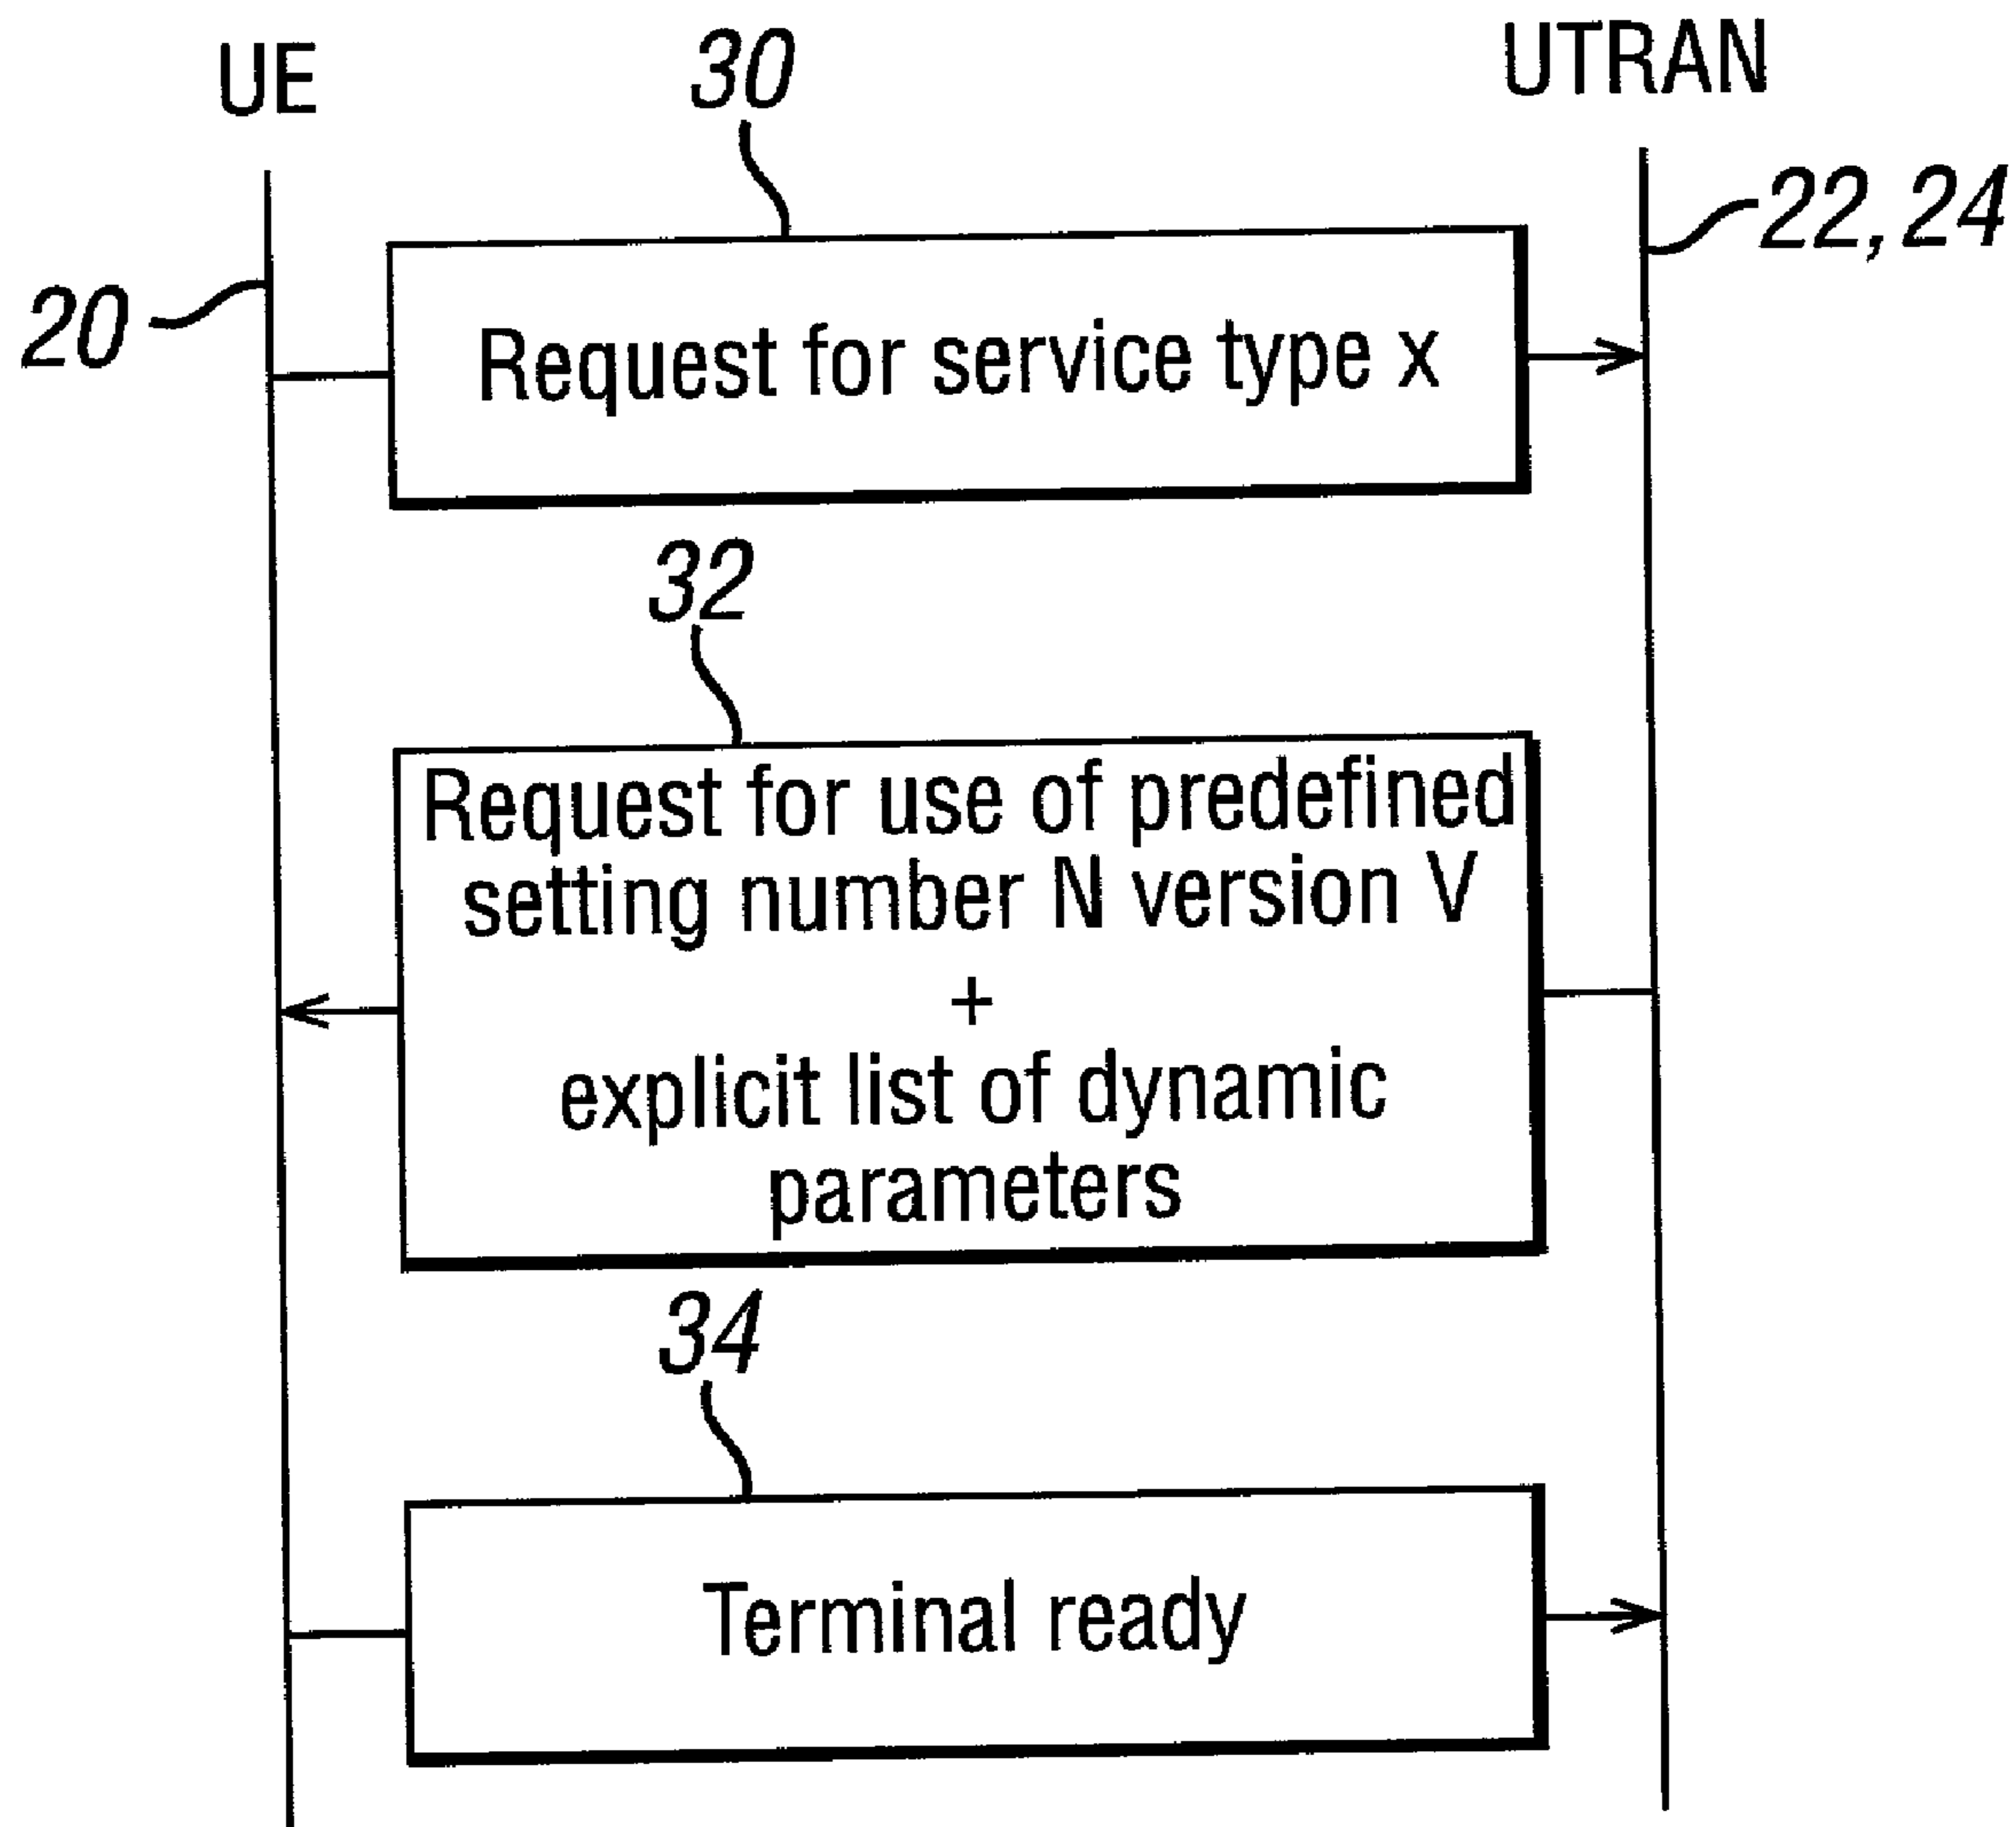 UE
30
UTRAN
22, 24
20
Request for service type x
32
Request for use of predefined
setting number N version V
+
explicit list of dynamic
parameters
34
Terminal ready